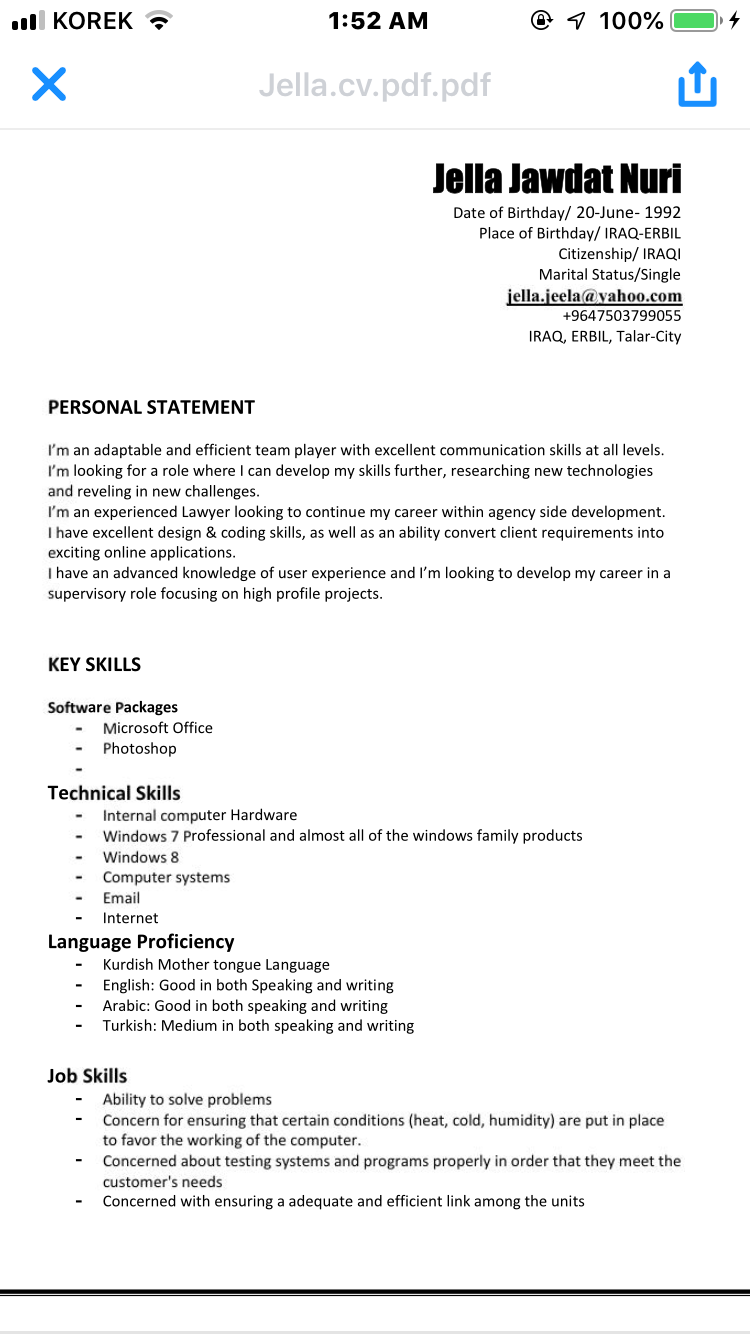 KOREK 1:52 AM 100%
Jella.cv.pdf.pdf
Jella Jawdat Nuri
Date of Birthday/ 20-June- 1992
Place of Birthday/ IRAQ-ERBIL
Citizenship/ IRAQI
Marital Status/Single
jella.jeela@yahoo.com
+9647503799055
IRAQ, ERBIL, Talar-City
PERSONAL STATEMENT
I'm an adaptable and efficient team player with excellent communication skills at all levels.
I'm looking for a role where I can develop my skills further, researching new technologies
and reveling in new challenges.
I'm an experienced Lawyer looking to continue my career within agency side development.
I have excellent design & coding skills, as well as an ability convert client requirements into
exciting online applications.
I have an advanced knowledge of user experience and I'm looking to develop my career in a
supervisory role focusing on high profile projects.
KEY SKILLS
Software Packages
- Microsoft Office
- Photoshop
-
Technical Skills
- Internal computer Hardware
- Windows 7 Professional and almost all of the windows family products
- Windows 8
- Computer systems
- Email
- Internet
Language Proficiency
- Kurdish Mother tongue Language
- English: Good in both Speaking and writing
- Arabic: Good in both speaking and writing
- Turkish: Medium in both speaking and writing
Job Skills
- Ability to solve problems
- Concern for ensuring that certain conditions (heat, cold, humidity) are put in place
to favor the working of the computer.
- Concerned about testing systems and programs properly in order that they meet the
customer's needs
- Concerned with ensuring a adequate and efficient link among the units